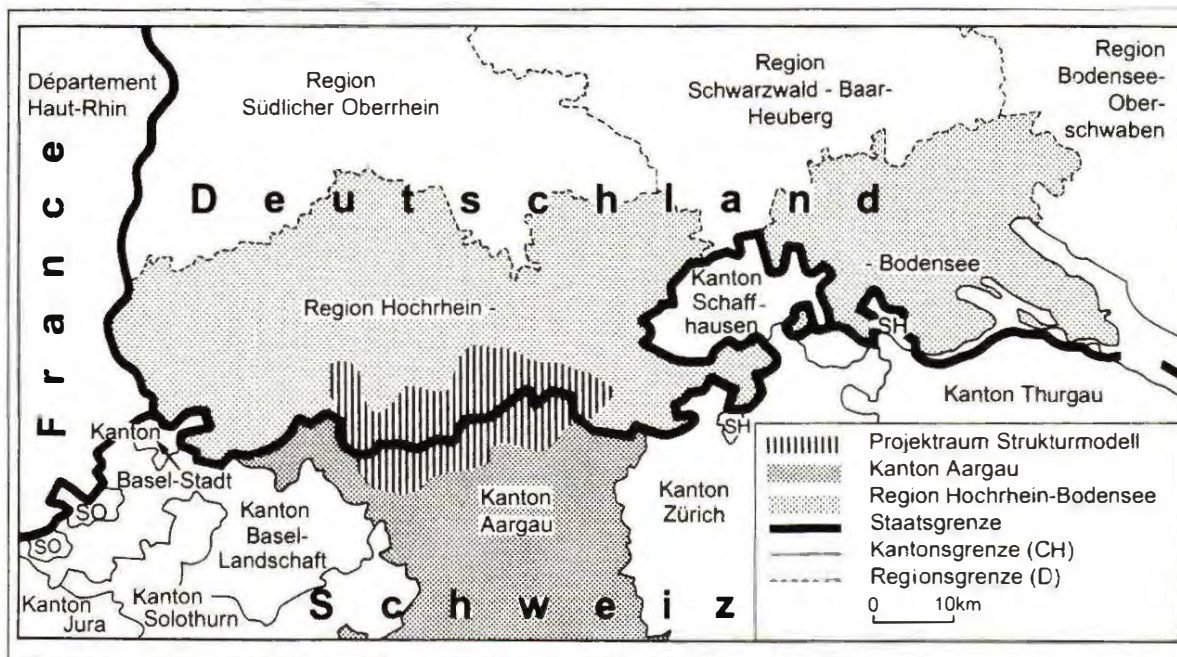 Département
Haut-Rhin
France
Region
Südlicher Oberrhein
Region
Schwarzwald - Baar-
Heuberg
Region
Bodensee-
Ober-
schwaben
Deutschland
Region Hochrhein -
- Bodensee
Kanton
Schaff-
hausen
SH
SH
Kanton Thurgau
Kanton
Basel-Stadt
SO
SO
Kanton
Basel-
Landschaft
Kanton
Aargau
Kanton
Zürich
Kanton
Jura
Kanton
Solothurn
Schweiz
Projektraum Strukturmodell
Kanton Aargau
Region Hochrhein-Bodensee
Staatsgrenze
Kantonsgrenze (CH)
Regionsgrenze (D)
0 10km